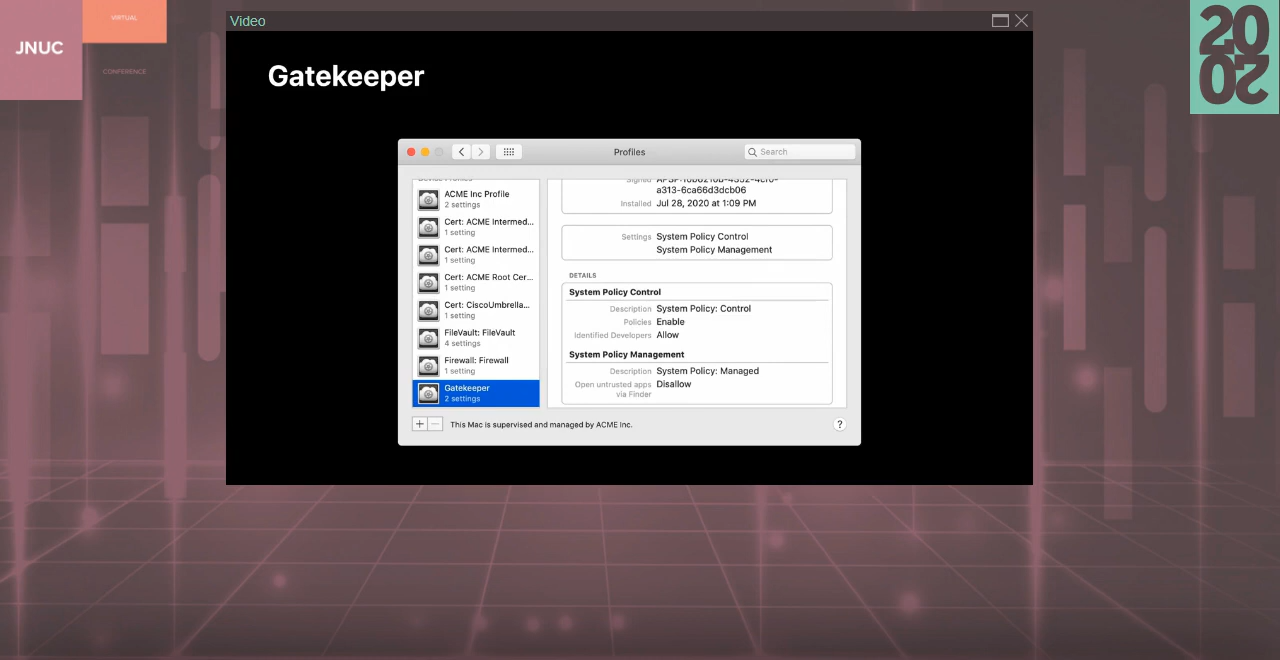 JNUC
VIRTUAL
CONFERENCE
2020
Video
Gatekeeper
Profiles
Search
ACME Inc Profile
2 settings
Cert: ACME Intermed...
1 setting
Cert: ACME Intermed...
1 setting
Cert: ACME Root Cer...
1 setting
Cert: CiscoUmbrella...
1 setting
FileVault: FileVault
4 settings
Firewall: Firewall
1 setting
Gatekeeper
2 settings
Signed
a313-6ca66d3dcb06
Installed Jul 28, 2020 at 1:09 PM
Settings System Policy Control
System Policy Management
DETAILS
System Policy Control
Description System Policy: Control
Policies Enable
Identified Developers Allow
System Policy Management
Description System Policy: Managed
Open untrusted apps Disallow
via Finder
This Mac is supervised and managed by ACME Inc.
?